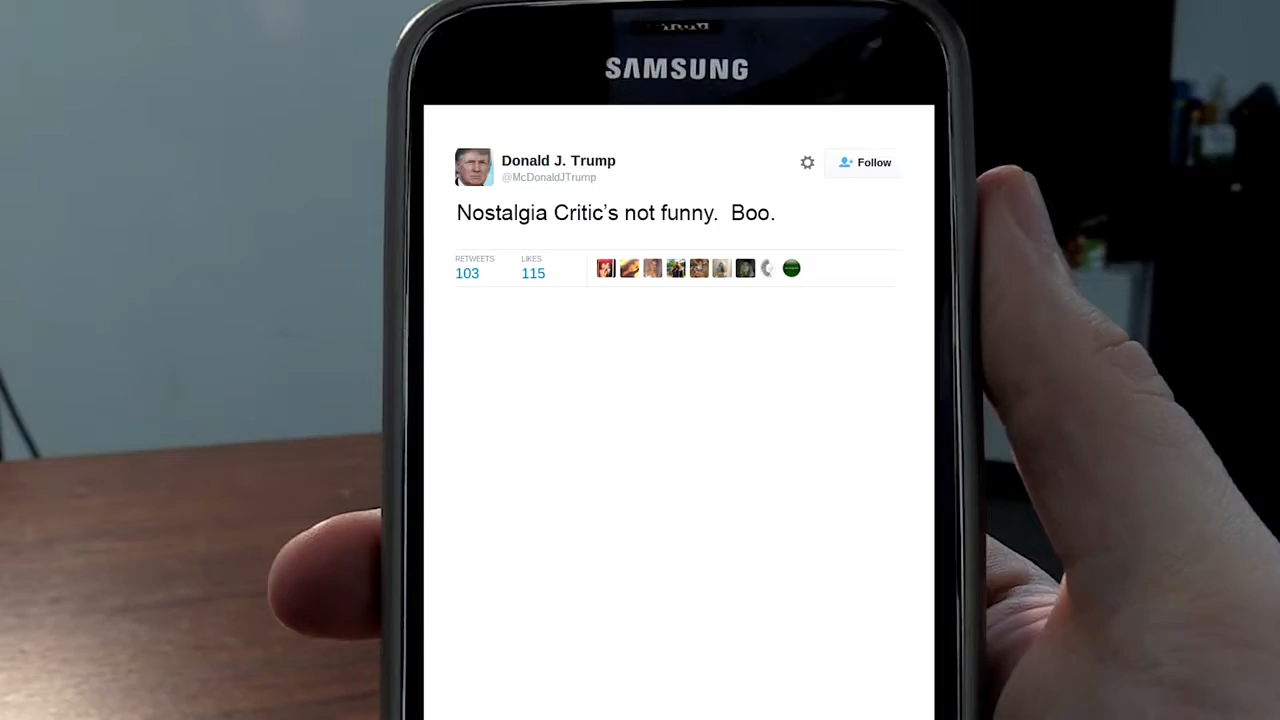 SAMSUNG
Donald J. Trump
@McDonaldJTrump
Follow
Nostalgia Critic's not funny.  Boo.
RETWEETS
LIKES
103
115